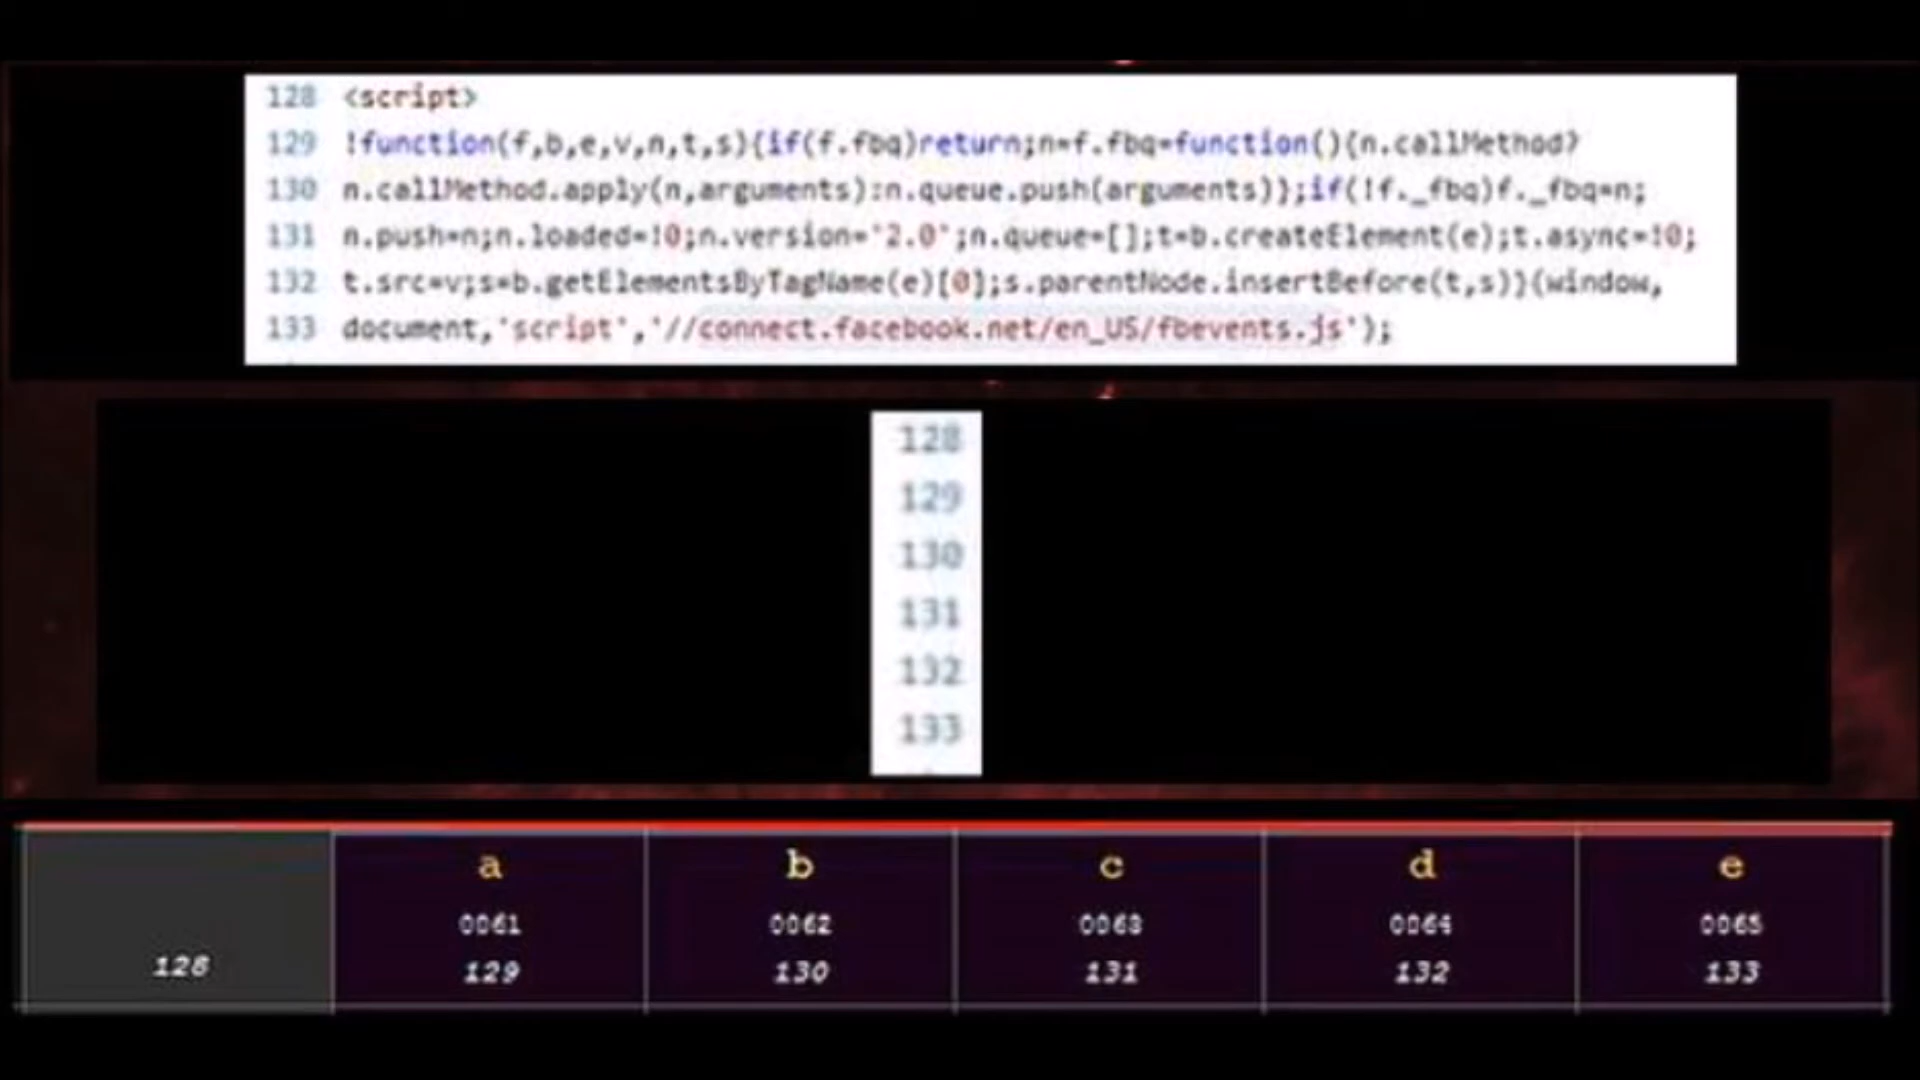 128 <script>
129 !function(f,b,e,v,n,t,s){if(f.fbq)return;n=f.fbq=function(){n.callMethod?
130 n.callMethod.apply(n,arguments):n.queue.push(arguments)};if(!f._fbq)f._fbq=n;
131 n.push=n;n.loaded=!0;n.version='2.0';n.queue=[];t=b.createElement(e);t.async=!0;
132 t.src=v;s=b.getElementsByTagName(e)[0];s.parentNode.insertBefore(t,s)}(window,
133 document,'script','//connect.facebook.net/en_US/fbevents.js');
128
129
130
131
132
133
a b c d e
0061 0062 0063 0064 0065
128 129 130 131 132 133